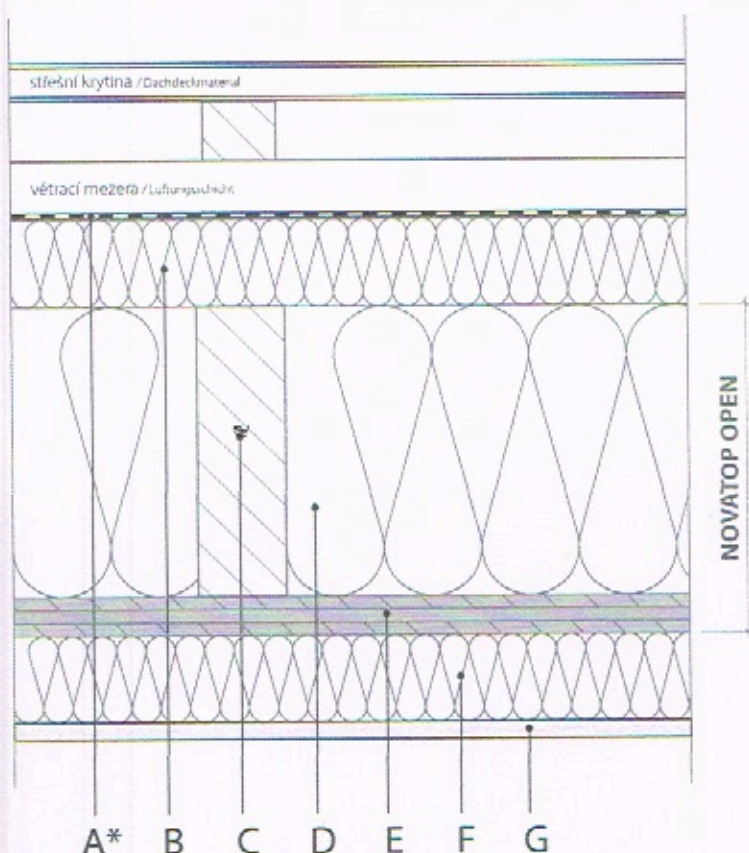 střešní krytina / Dachdeckmaterial
větrací mezera / Lüftungsschicht
NOVATOP OPEN
A* B C D E F G